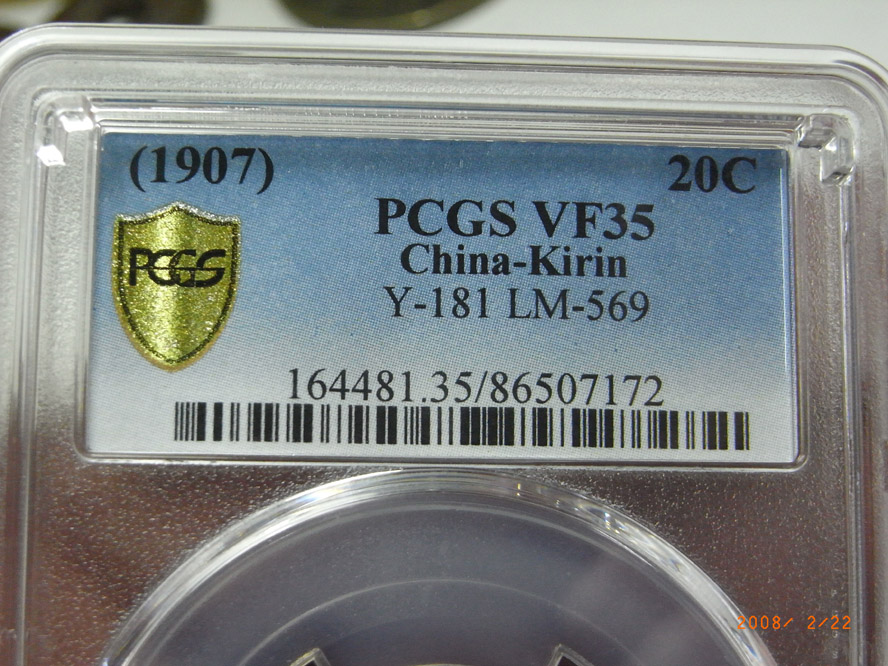 (1907) 20C
PCGS VF35
China-Kirin
PCGS
Y-181 LM-569
164481.35/86507172
2008/ 2/22